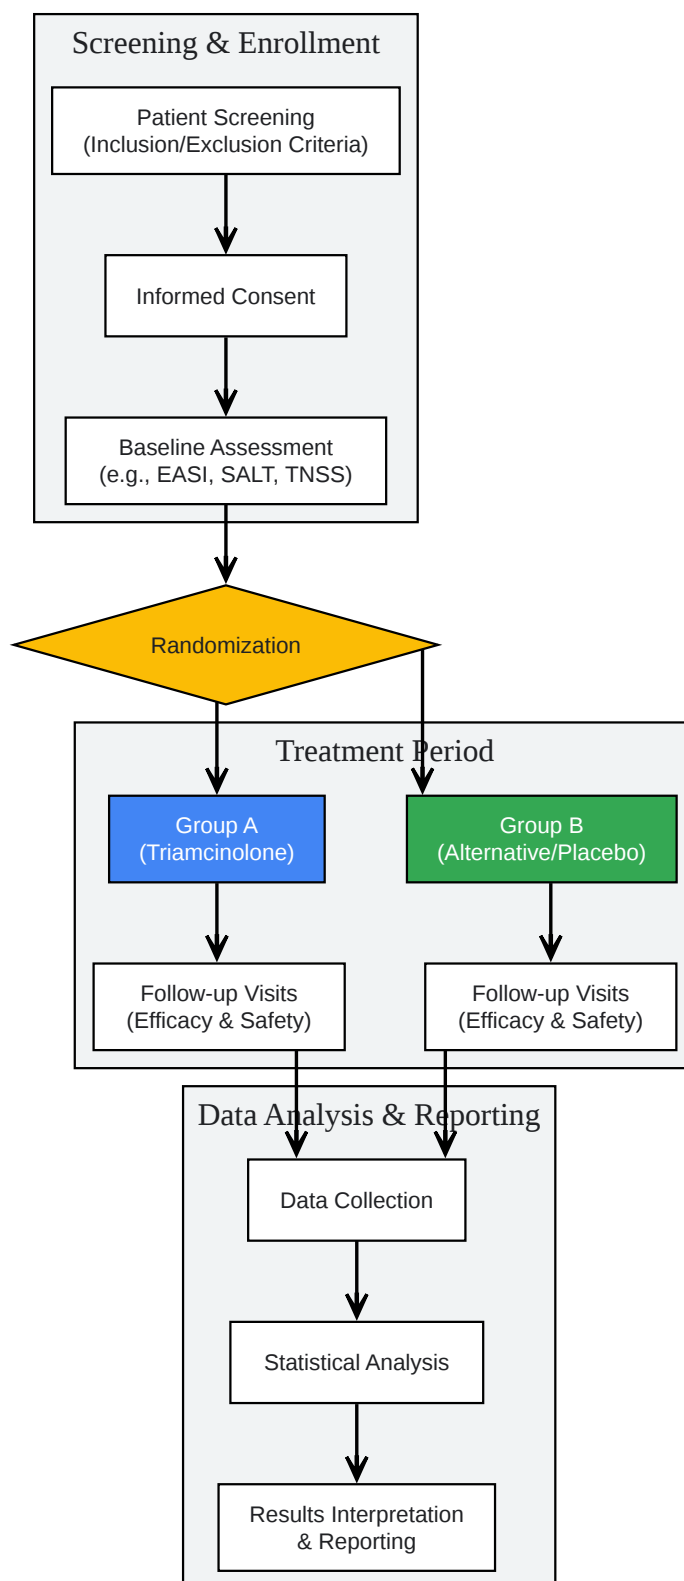 Screening & Enrollment
Patient Screening
(Inclusion/Exclusion Criteria)
Informed Consent
Baseline Assessment
(e.g., EASI, SALT, TNSS)
Randomization
Treatment Period
Group A
(Triamcinolone)
Group B
(Alternative/Placebo)
Follow-up Visits
(Efficacy & Safety)
Follow-up Visits
(Efficacy & Safety)
Data Analysis & Reporting
Data Collection
Statistical Analysis
Results Interpretation
& Reporting